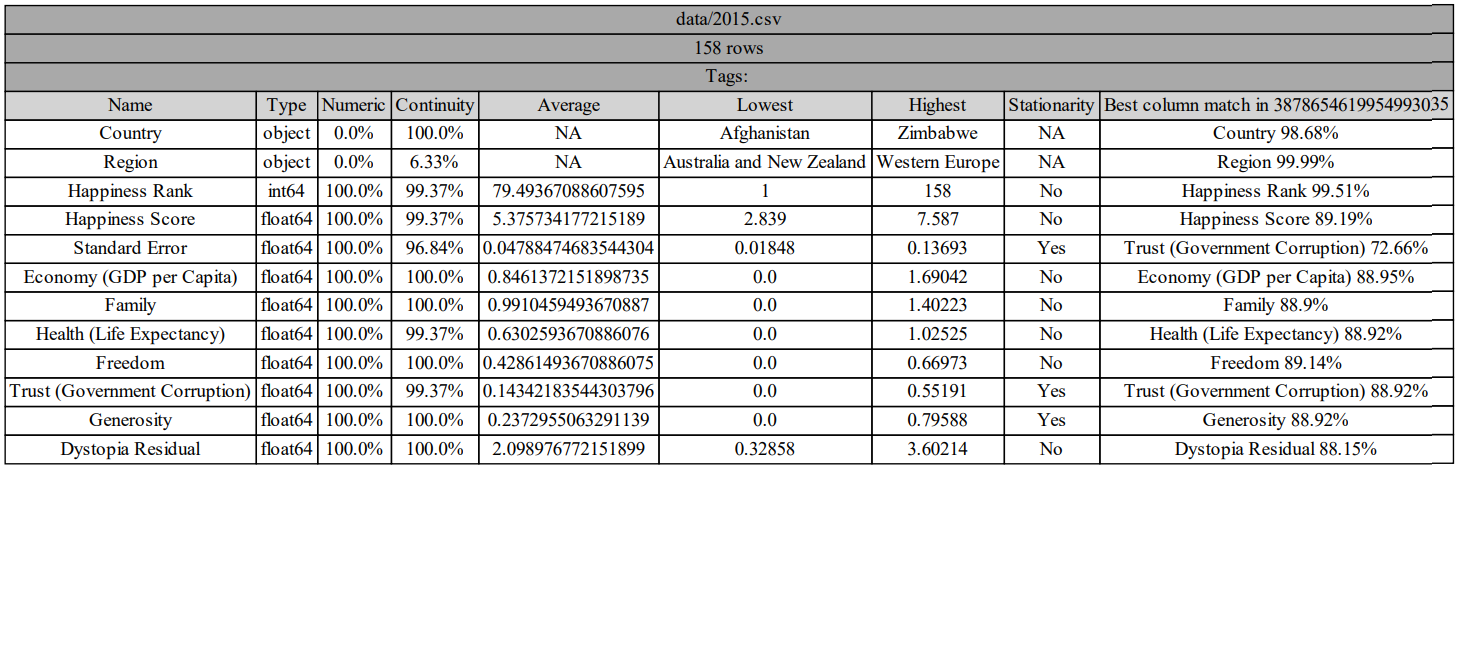 data/2015.csv
158 rows
Tags:
Name Type Numeric Continuity Average Lowest Highest Stationarity Best column match in 3878654619954993035
Country object 0.0% 100.0% NA Afghanistan Zimbabwe NA Country 98.68%
Region object 0.0% 6.33% NA Australia and New Zealand Western Europe NA Region 99.99%
Happiness Rank int64 100.0% 99.37% 79.49367088607595 1 158 No Happiness Rank 99.51%
Happiness Score float64 100.0% 99.37% 5.375734177215189 2.839 7.587 No Happiness Score 89.19%
Standard Error float64 100.0% 96.84% 0.04788474683544304 0.01848 0.13693 Yes Trust (Government Corruption) 72.66%
Economy (GDP per Capita) float64 100.0% 100.0% 0.8461372151898735 0.0 1.69042 No Economy (GDP per Capita) 88.95%
Family float64 100.0% 100.0% 0.9910459493670887 0.0 1.40223 No Family 88.9%
Health (Life Expectancy) float64 100.0% 99.37% 0.6302593670886076 0.0 1.02525 No Health (Life Expectancy) 88.92%
Freedom float64 100.0% 100.0% 0.42861493670886075 0.0 0.66973 No Freedom 89.14%
Trust (Government Corruption) float64 100.0% 99.37% 0.14342183544303796 0.0 0.55191 Yes Trust (Government Corruption) 88.92%
Generosity float64 100.0% 100.0% 0.2372955063291139 0.0 0.79588 Yes Generosity 88.92%
Dystopia Residual float64 100.0% 100.0% 2.098976772151899 0.32858 3.60214 No Dystopia Residual 88.15%